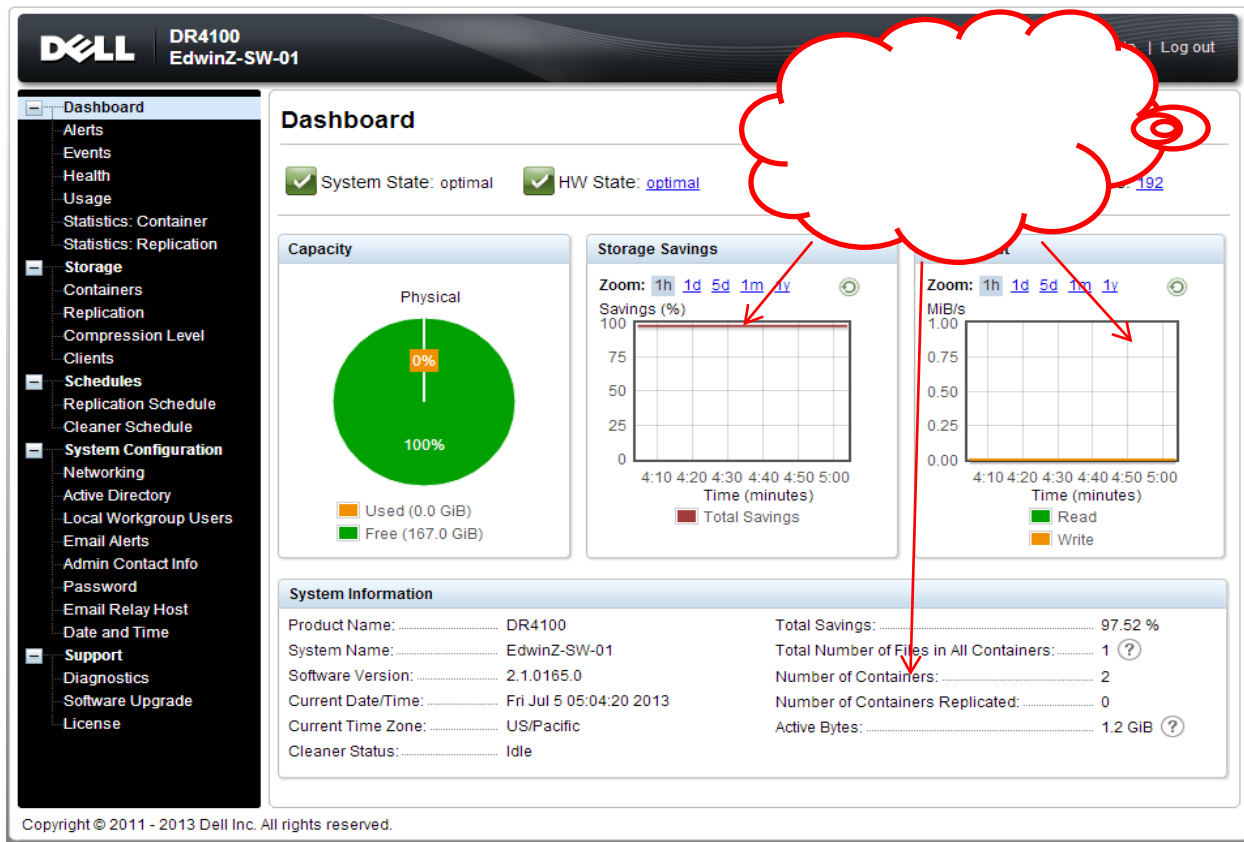 DELL
DR4100
EdwinZ-SW-01
| Log out
Dashboard
Alerts
Events
Health
Usage
Statistics: Container
Statistics: Replication
Storage
Containers
Replication
Compression Level
Clients
Schedules
Replication Schedule
Cleaner Schedule
System Configuration
Networking
Active Directory
Local Workgroup Users
Email Alerts
Admin Contact Info
Password
Email Relay Host
Date and Time
Support
Diagnostics
Software Upgrade
License
Dashboard
System State: optimal
HW State: optimal
192
Capacity
Physical
0%
100%
Used (0.0 GiB)
Free (167.0 GiB)
Storage Savings
Zoom: 1h 1d 5d 1m 1y
Savings (%)
100
75
50
25
0
4:10 4:20 4:30 4:40 4:50 5:00
Time (minutes)
Total Savings
Zoom: 1h 1d 5d 1m 1y
MiB/s
1.00
0.75
0.50
0.25
0.00
4:10 4:20 4:30 4:40 4:50 5:00
Time (minutes)
Read
Write
System Information
Product Name: DR4100
System Name: EdwinZ-SW-01
Software Version: 2.1.0165.0
Current Date/Time: Fri Jul 5 05:04:20 2013
Current Time Zone: US/Pacific
Cleaner Status: Idle
Total Savings: 97.52 %
Total Number of Files in All Containers: 1 ?
Number of Containers: 2
Number of Containers Replicated: 0
Active Bytes: 1.2 GiB ?
Copyright © 2011 - 2013 Dell Inc. All rights reserved.